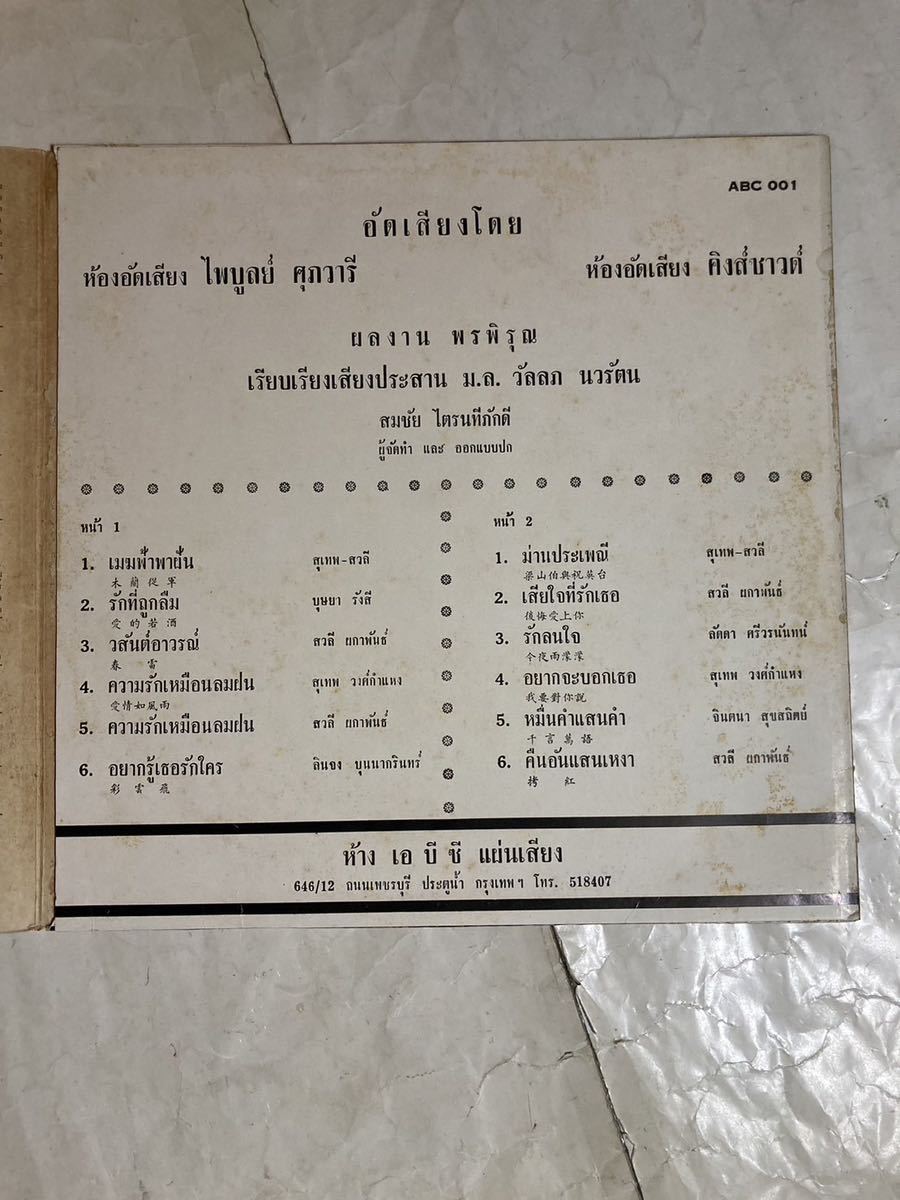 ABC 001
อัดเสียงโดย
ห้องอัดเสียง ไพบูลย์ ศุภวารี
ห้องอัดเสียง คิงส์ซาวด์
ผลงาน พรพิรุณ
เรียบเรียงเสียงประสาน ม.ล. วัลลภ นวรัตน
สมชัย ไตรนทีภักดี
ผู้จัดทำ และ ออกแบบปก
หน้า 1
1. เมฆฟ้าพาฝัน สุเทพ-สวลี
木蘭從軍
2. รักที่ถูกลืม บุษยา รังสี
愛的若酒
3. วสันต์อาวรณ์ สวลี ผกาพันธ์
春雷
4. ความรักเหมือนลมฝน สุเทพ วงศ์กำแหง
愛情如風雨
5. ความรักเหมือนลมฝน สวลี ผกาพันธ์
6. อยากรู้เธอรักใคร ลินจง บุนนากรินทร์
彩雲飛
หน้า 2
1. ม่านประเพณี สุเทพ-สวลี
梁山伯與祝英台
2. เสียใจที่รักเธอ สวลี ผกาพันธ์
後悔愛上你
3. รักลนใจ ลัดดา ศรีวรนันทน์
今夜雨濛濛
4. อยากจะบอกเธอ สุเทพ วงศ์กำแหง
我要對你說
5. หมื่นคำแสนคำ จินตนา สุขสถิตย์
千言萬語
6. คืนอันแสนเหงา สวลี ผกาพันธ์
拷紅
ห้าง เอ บี ซี แผ่นเสียง
646/12 ถนนเพชรบุรี ประตูน้ำ กรุงเทพฯ โทร. 518407